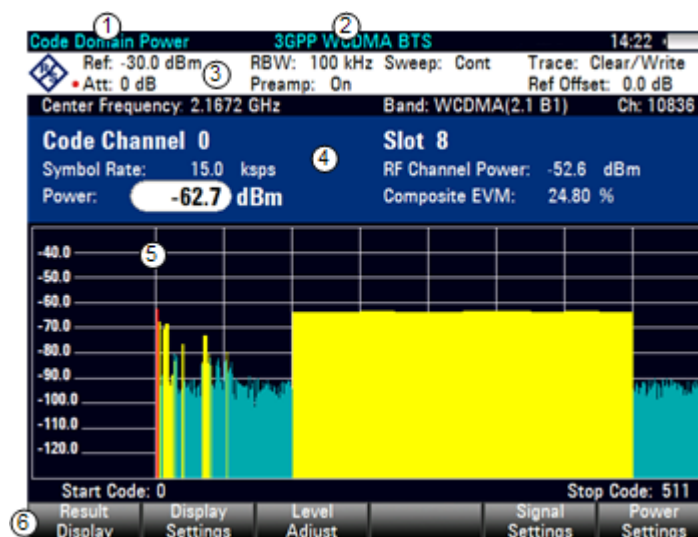 1 2
Code Domain Power 3GPP WCDMA BTS 14:22
Ref: -30.0 dBm 3 RBW: 100 kHz Sweep: Cont Trace: Clear/Write
Att: 0 dB Preamp: On Ref Offset: 0.0 dB
Center Frequency: 2.1672 GHz Band: WCDMA(2.1 B1) Ch: 10836
Code Channel 0 Slot 8
Symbol Rate: 15.0 ksps 4 RF Channel Power: -52.6 dBm
Power: -62.7 dBm Composite EVM: 24.80 %
5
-40.0
-50.0
-60.0
-70.0
-80.0
-90.0
-100.0
-110.0
-120.0
Start Code: 0 Stop Code: 511
6 Result Display Level Signal Power
Display Settings Adjust Settings Settings